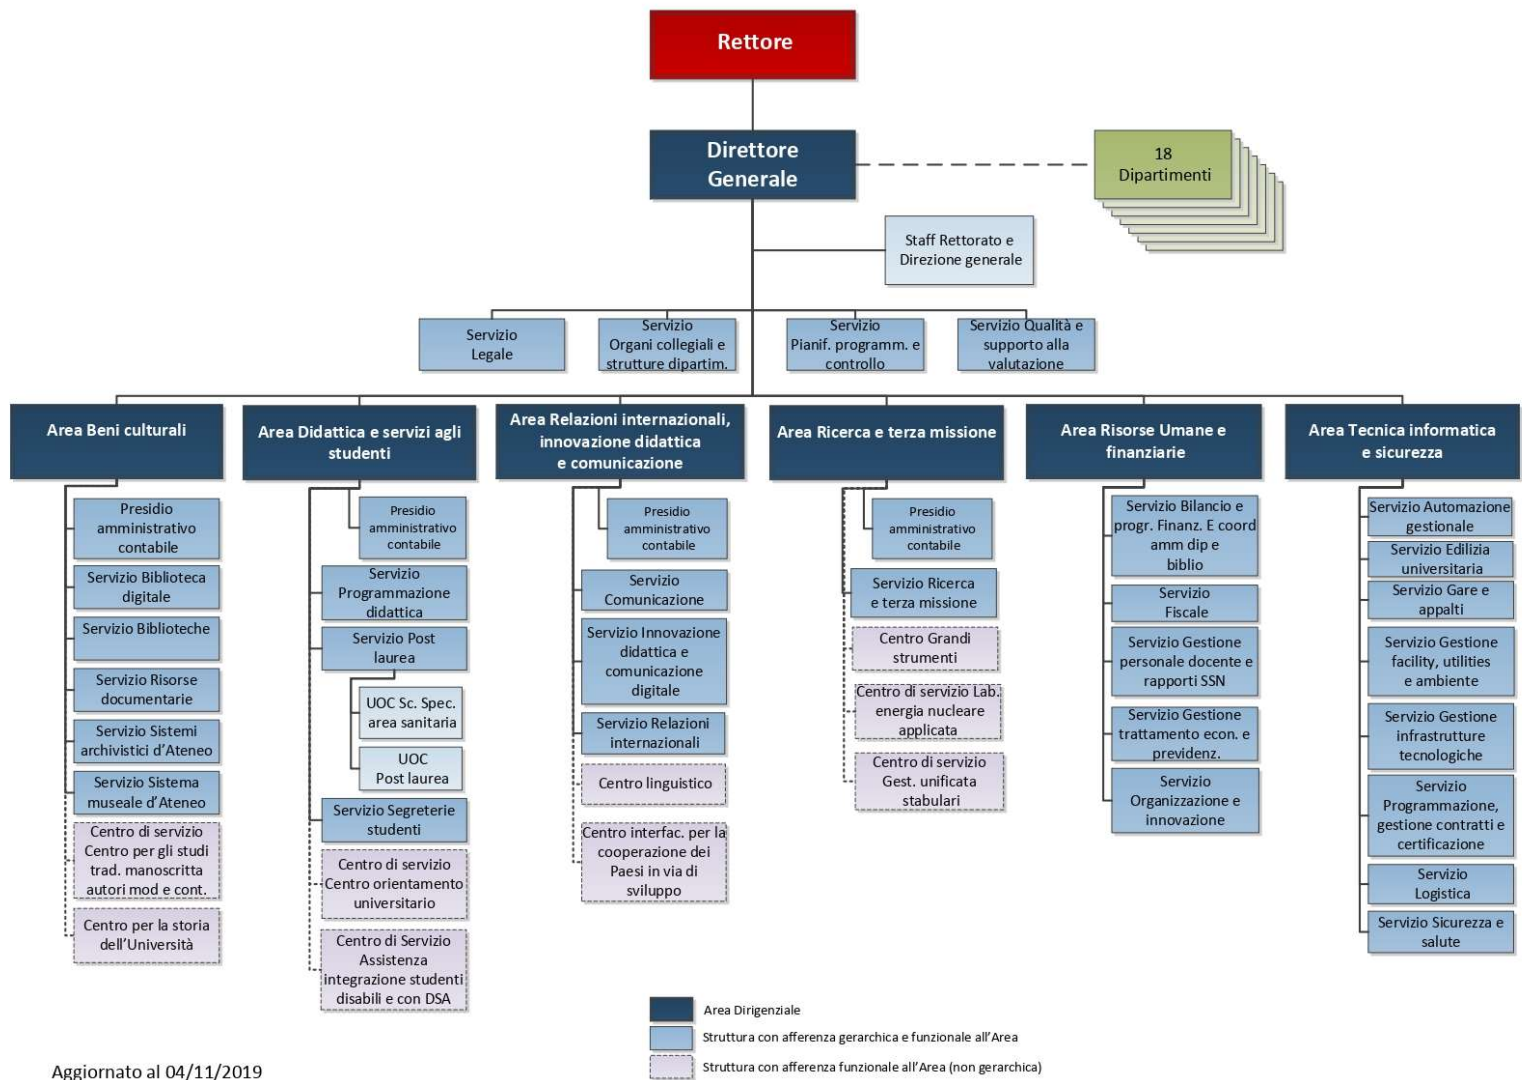 Rettore
Direttore
Generale
18
Dipartimenti
Staff Rettorato e
Direzione generale
Servizio
Legale
Servizio
Organi collegiali e
strutture dipartim.
Servizio
Pianif. programm. e
controllo
Servizio Qualità e
supporto alla
valutazione
Area Beni culturali
Presidio
amministrativo
contabile
Servizio Biblioteca
digitale
Servizio Biblioteche
Servizio Risorse
documentarie
Servizio Sistemi
archivistici d'Ateneo
Servizio Sistema
museale d'Ateneo
Centro di servizio
Centro per gli studi
trad. manoscritta
autori mod e cont.
Centro per la storia
dell'Università
Area Didattica e servizi agli
studenti
Presidio
amministrativo
contabile
Servizio
Programmazione
didattica
Servizio Post
laurea
UOC Sc. Spec.
area sanitaria
UOC
Post laurea
Servizio Segreterie
studenti
Centro di servizio
Centro orientamento
universitario
Centro di Servizio
Assistenza
integrazione studenti
disabili e con DSA
Area Relazioni internazionali,
innovazione didattica
e comunicazione
Presidio
amministrativo
contabile
Servizio
Comunicazione
Servizio Innovazione
didattica e
comunicazione
digitale
Servizio Relazioni
internazionali
Centro linguistico
Centro interfac. per la
cooperazione dei
Paesi in via di
sviluppo
Area Ricerca e terza missione
Presidio
amministrativo
contabile
Servizio Ricerca
e terza missione
Centro Grandi
strumenti
Centro di servizio Lab.
energia nucleare
applicata
Centro di servizio
Gest. unificata
stabulari
Area Risorse Umane e
finanziarie
Servizio Bilancio e
progr. Finanz. E coord
amm dip e
biblio
Servizio
Fiscale
Servizio Gestione
personale docente e
rapporti SSN
Servizio Gestione
trattamento econ. e
previdenz.
Servizio
Organizzazione e
innovazione
Area Tecnica informatica
e sicurezza
Servizio Automazione
gestionale
Servizio Edilizia
universitaria
Servizio Gare e
appalti
Servizio Gestione
facility, utilities
e ambiente
Servizio Gestione
infrastrutture
tecnologiche
Servizio
Programmazione,
gestione contratti e
certificazione
Servizio
Logistica
Servizio Sicurezza e
salute
Area Dirigenziale
Struttura con afferenza gerarchica e funzionale all'Area
Struttura con afferenza funzionale all'Area (non gerarchica)
Aggiornato al 04/11/2019